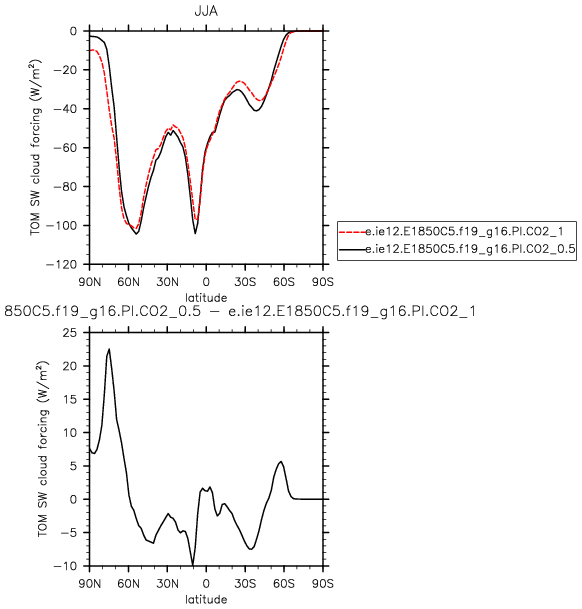 JJA
TOM SW cloud forcing (W/m²)
0
−20
−40
−60
−80
−100
−120
90N 60N 30N 0 30S 60S 90S
latitude
e.ie12.E1850C5.f19_g16.PI.CO2_1
e.ie12.E1850C5.f19_g16.PI.CO2_0.5
850C5.f19_g16.PI.CO2_0.5 − e.ie12.E1850C5.f19_g16.PI.CO2_1
TOM SW cloud forcing (W/m²)
25
20
15
10
5
0
−5
−10
90N 60N 30N 0 30S 60S 90S
latitude